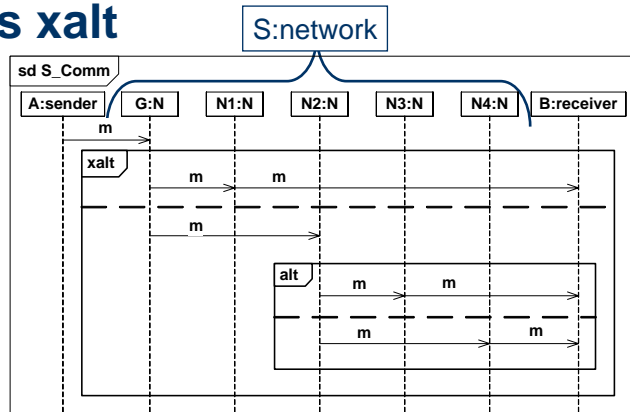 s xalt
S:network
sd S_Comm
A:sender G:N N1:N N2:N N3:N N4:N B:receiver
m
xalt
m m
m
alt
m m
m m